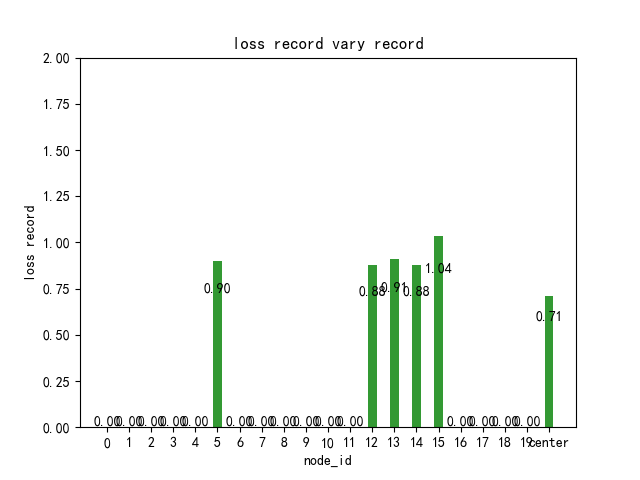 loss record vary record
2.00
1.75
1.50
1.25
1.00
0.75
0.50
0.25
0.00
loss record
0.00 0.00 0.00 0.00 0.00 0.90 0.00 0.00 0.00 0.00 0.00 0.00 0.88 0.91 0.88 1.04 0.00 0.00 0.00 0.00 0.71
0 1 2 3 4 5 6 7 8 9 10 11 12 13 14 15 16 17 18 19 center
node_id